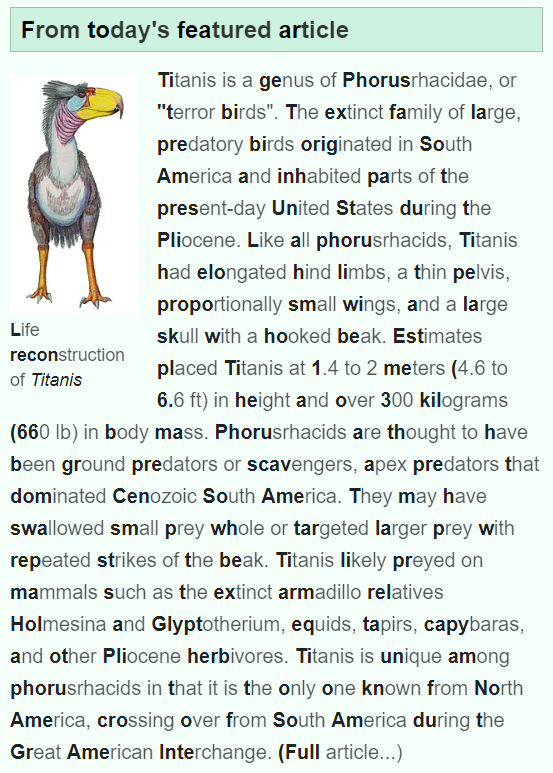 From today's featured article
Titanis is a genus of Phorusrhacidae, or
"terror birds". The extinct family of large,
predatory birds originated in South
America and inhabited parts of the
present-day United States during the
Pliocene. Like all phorusrhacids, Titanis
had elongated hind limbs, a thin pelvis,
proportionally small wings, and a large
skull with a hooked beak. Estimates
placed Titanis at 1.4 to 2 meters (4.6 to
6.6 ft) in height and over 300 kilograms
(660 lb) in body mass. Phorusrhacids are thought to have
been ground predators or scavengers, apex predators that
dominated Cenozoic South America. They may have
swallowed small prey whole or targeted larger prey with
repeated strikes of the beak. Titanis likely preyed on
mammals such as the extinct armadillo relatives
Holmesina and Glyptotherium, equids, tapirs, capybaras,
and other Pliocene herbivores. Titanis is unique among
phorusrhacids in that it is the only one known from North
America, crossing over from South America during the
Great American Interchange. (Full article...)
Life
reconstruction
of Titanis